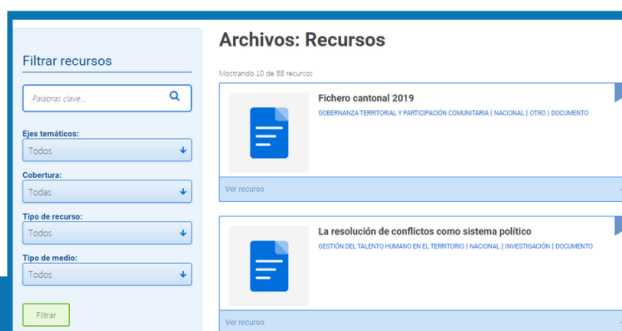 Filtrar recursos
Palabras clave...
Ejes temáticos:
Todos
Cobertura:
Todas
Tipo de recurso:
Todos
Tipo de medio:
Todos
Filtrar
Archivos: Recursos
Mostrando 10 de 88 recursos
Fichero cantonal 2019
GOBERNANZA TERRITORIAL Y PARTICIPACIÓN COMUNITARIA | NACIONAL | OTRO | DOCUMENTO
Ver recurso
La resolución de conflictos como sistema político
GESTIÓN DEL TALENTO HUMANO EN EL TERRITORIO | NACIONAL | INVESTIGACIÓN | DOCUMENTO
Ver recurso